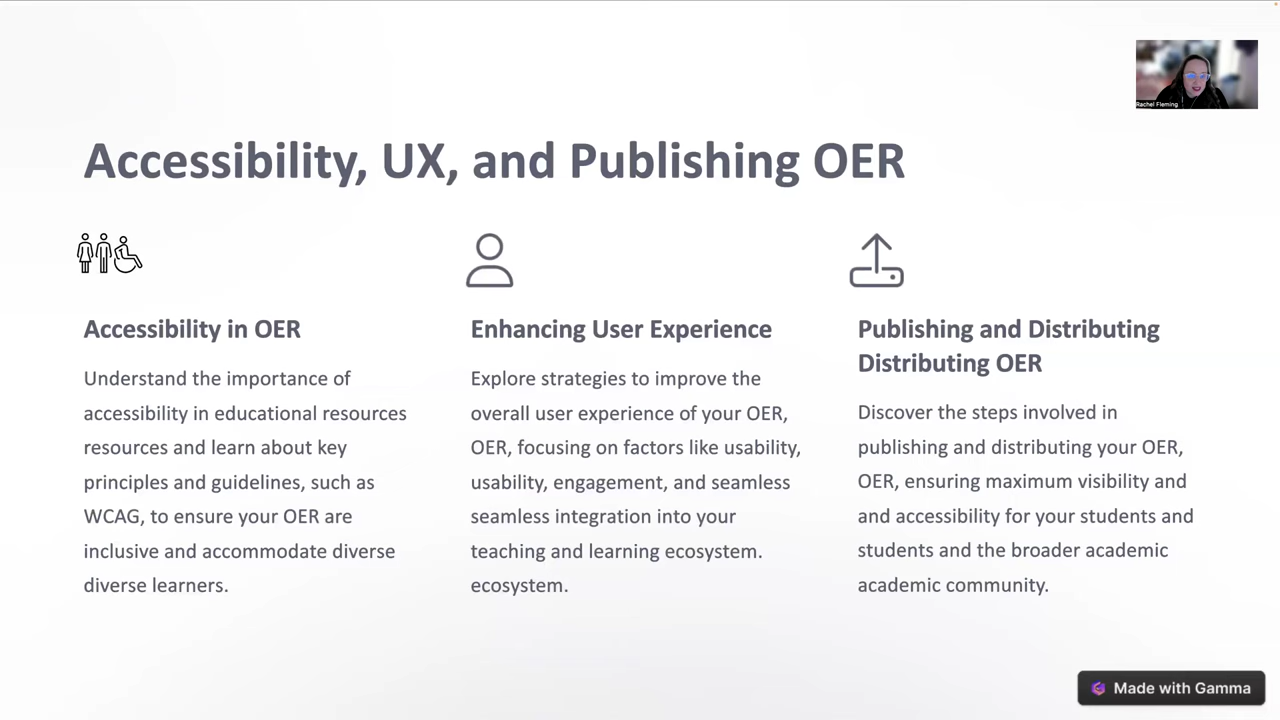 Rachel Fleming
Accessibility, UX, and Publishing OER
Accessibility in OER
Understand the importance of
accessibility in educational resources
resources and learn about key
principles and guidelines, such as
WCAG, to ensure your OER are
inclusive and accommodate diverse
diverse learners.
Enhancing User Experience
Explore strategies to improve the
overall user experience of your OER,
OER, focusing on factors like usability,
usability, engagement, and seamless
seamless integration into your
teaching and learning ecosystem.
ecosystem.
Publishing and Distributing
Distributing OER
Discover the steps involved in
publishing and distributing your OER,
OER, ensuring maximum visibility and
and accessibility for your students and
students and the broader academic
academic community.
Made with Gamma